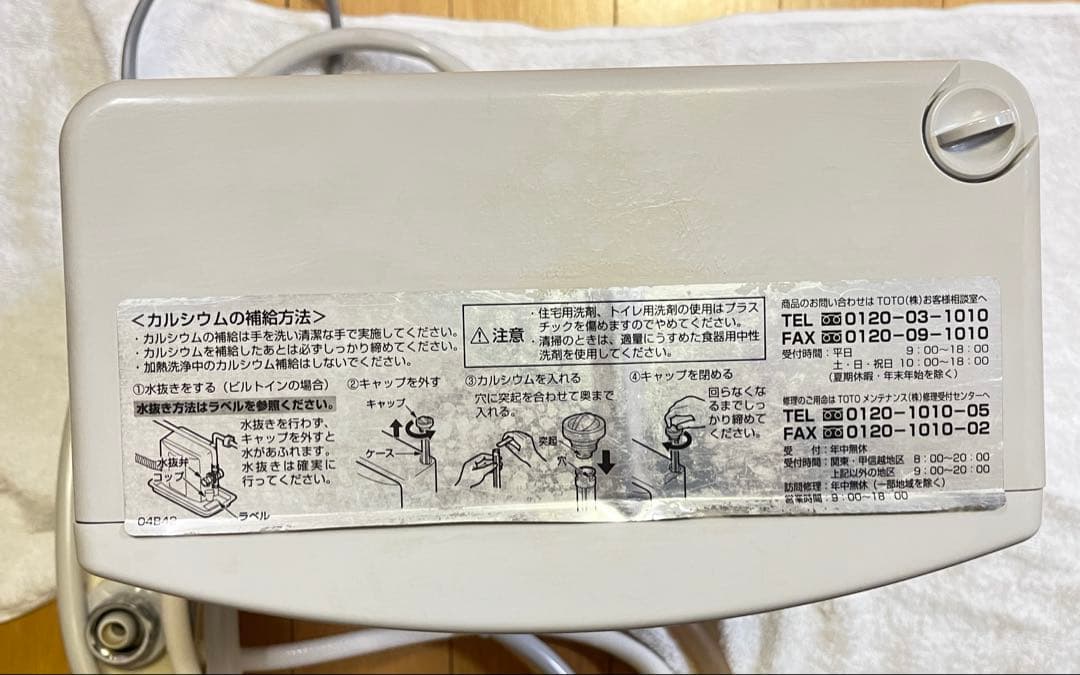 ＜カルシウムの補給方法＞
・カルシウムの補給は手を洗い清潔な手で実施してください。
・カルシウムを補給したあとは必ずしっかり締めてください。
・加熱洗浄中のカルシウム補給はしないでください。
⚠注意
・住宅用洗剤、トイレ用洗剤の使用はプラス
チックを傷めますのでやめてください。
・清掃のときは、適量にうすめた食器用中性
洗剤を使用してください。
①水抜きをする（ビルトインの場合）
水抜き方法はラベルを参照ください。
水抜きを行わず、
キャップを外すと
水があふれます。
水抜きは確実に
行ってください。
水抜弁
コップ
ラベル
②キャップを外す
キャップ
ケース
③カルシウムを入れる
穴に突起を合わせて奥まで
入れる。
突起
穴
④キャップを閉める
回らなくな
るまでしっ
かり締めて
ください。
商品のお問い合わせは TOTO(株)お客様相談室へ
TEL 0120-03-1010
FAX 0120-09-1010
受付時間：平日 9：00～18：00
土・日・祝日 10：00～18：00
（夏期休暇・年末年始を除く）
修理のご用命は TOTO メンテナンス(株)修理受付センターへ
TEL 0120-1010-05
FAX 0120-1010-02
受 付：年中無休
受付時間：関東・甲信越地区 8：00～20：00
上記以外の地区 9：00～20：00
訪問修理：年中無休（一部地域を除く）
営業時間：9：00～18：00